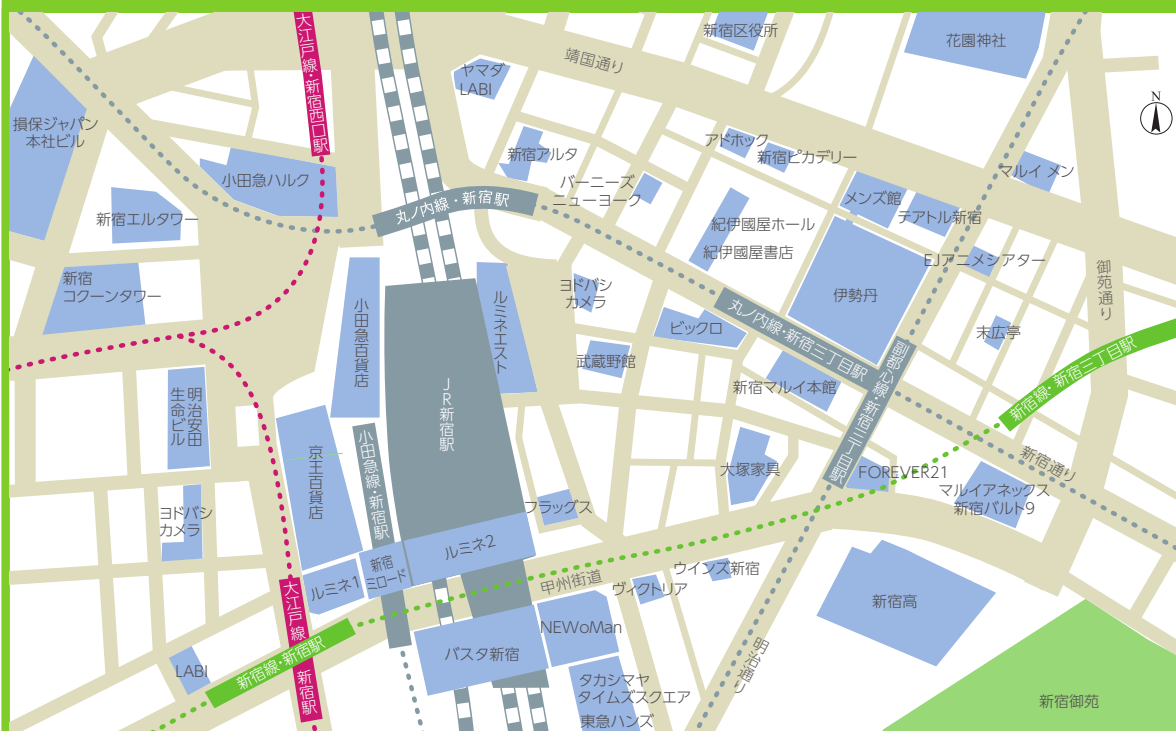 大江戸線・新宿西口駅
新宿区役所
花園神社
靖国通り
ヤマダ
LABI
N
損保ジャパン
本社ビル
アドホック
新宿ピカデリー
新宿アルタ
小田急ハルク
バーニーズ
ニューヨーク
マルイ メン
メンズ館
テアトル新宿
新宿エルタワー
丸ノ内線・新宿駅
紀伊國屋ホール
紀伊國屋書店
EJアニメシアター
御苑通り
新宿
コクーンタワー
小田急百貨店
ルミネエスト
ヨドバシ
カメラ
伊勢丹
ビックロ
丸ノ内線・新宿三丁目駅
末広亭
副都心線・新宿三丁目駅
新宿線・新宿三丁目駅
武蔵野館
新宿マルイ本館
明治安田
生命ビル
JR新宿駅
京王百貨店
小田急線・新宿駅
大塚家具
FOREVER21
新宿通り
マルイアネックス
新宿バルト9
ヨドバシ
カメラ
フラッグス
ルミネ2
新宿
ミロード
ルミネ1
甲州街道
ウインズ新宿
ヴィクトリア
新宿高
大江戸線・新宿駅
新宿線・新宿駅
NEWoMan
バスタ新宿
明治通り
LABI
タカシマヤ
タイムズスクエア
東急ハンズ
新宿御苑